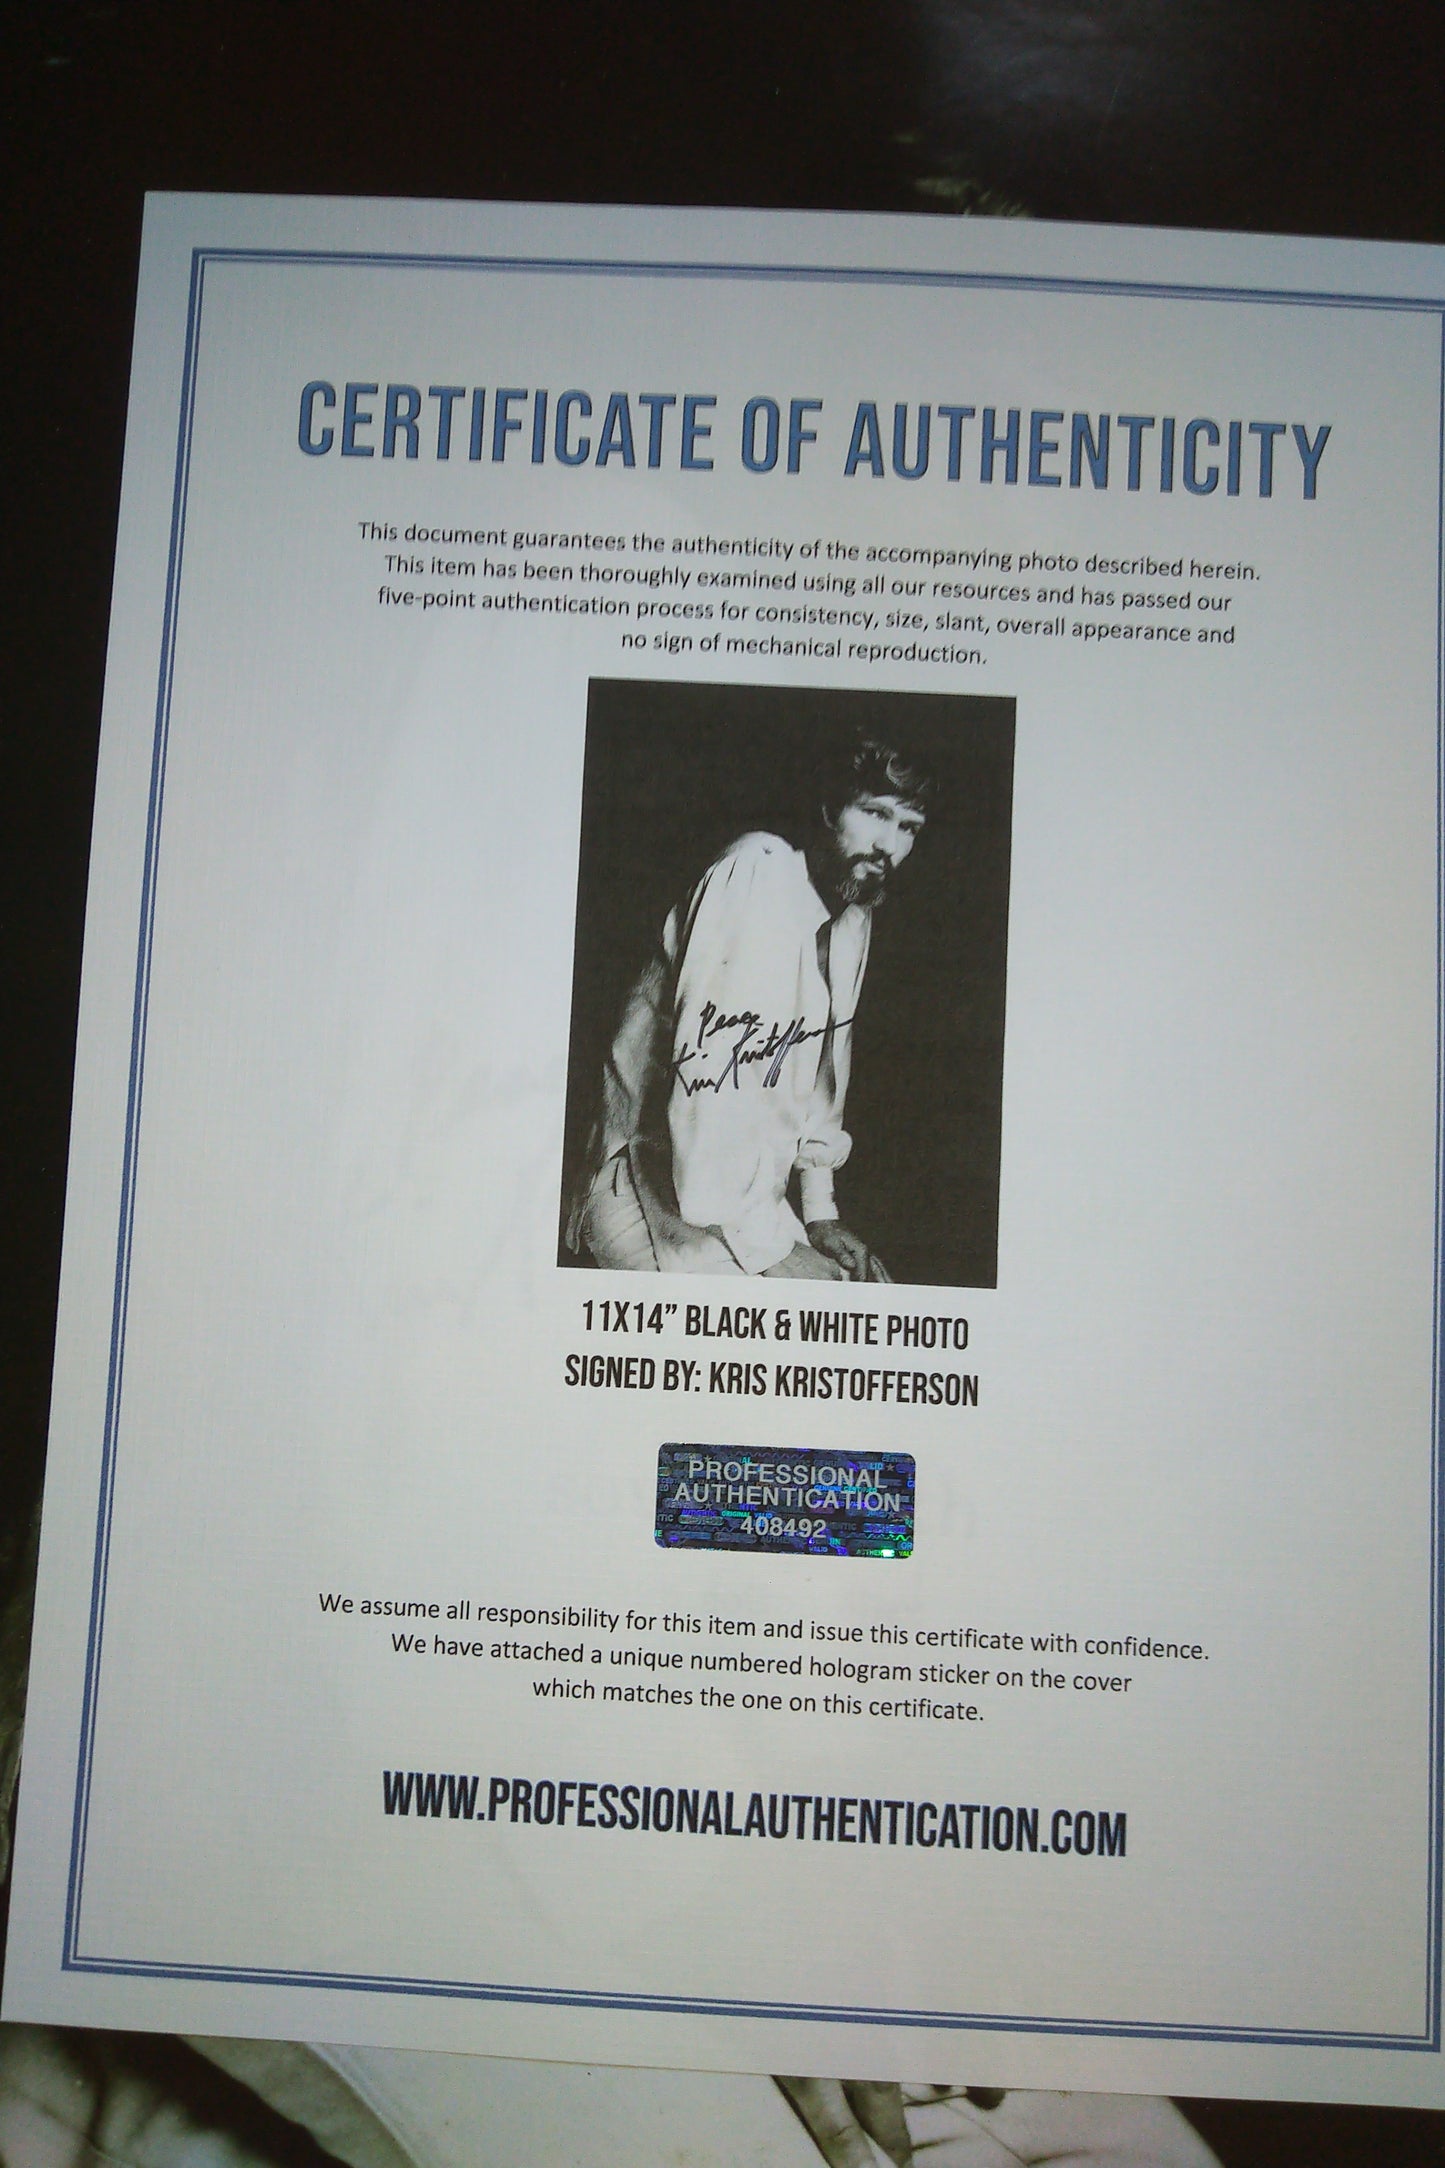 CERTIFICATE OF AUTHENTICITY
This document guarantees the authenticity of the accompanying photo described herein.
This item has been thoroughly examined using all our resources and has passed our
five-point authentication process for consistency, size, slant, overall appearance and
no sign of mechanical reproduction.
Peace
Kris Kristofferson
11X14” BLACK & WHITE PHOTO
SIGNED BY: KRIS KRISTOFFERSON
PROFESSIONAL
AUTHENTICATION
408492
We assume all responsibility for this item and issue this certificate with confidence.
We have attached a unique numbered hologram sticker on the cover
which matches the one on this certificate.
WWW.PROFESSIONALAUTHENTICATION.COM